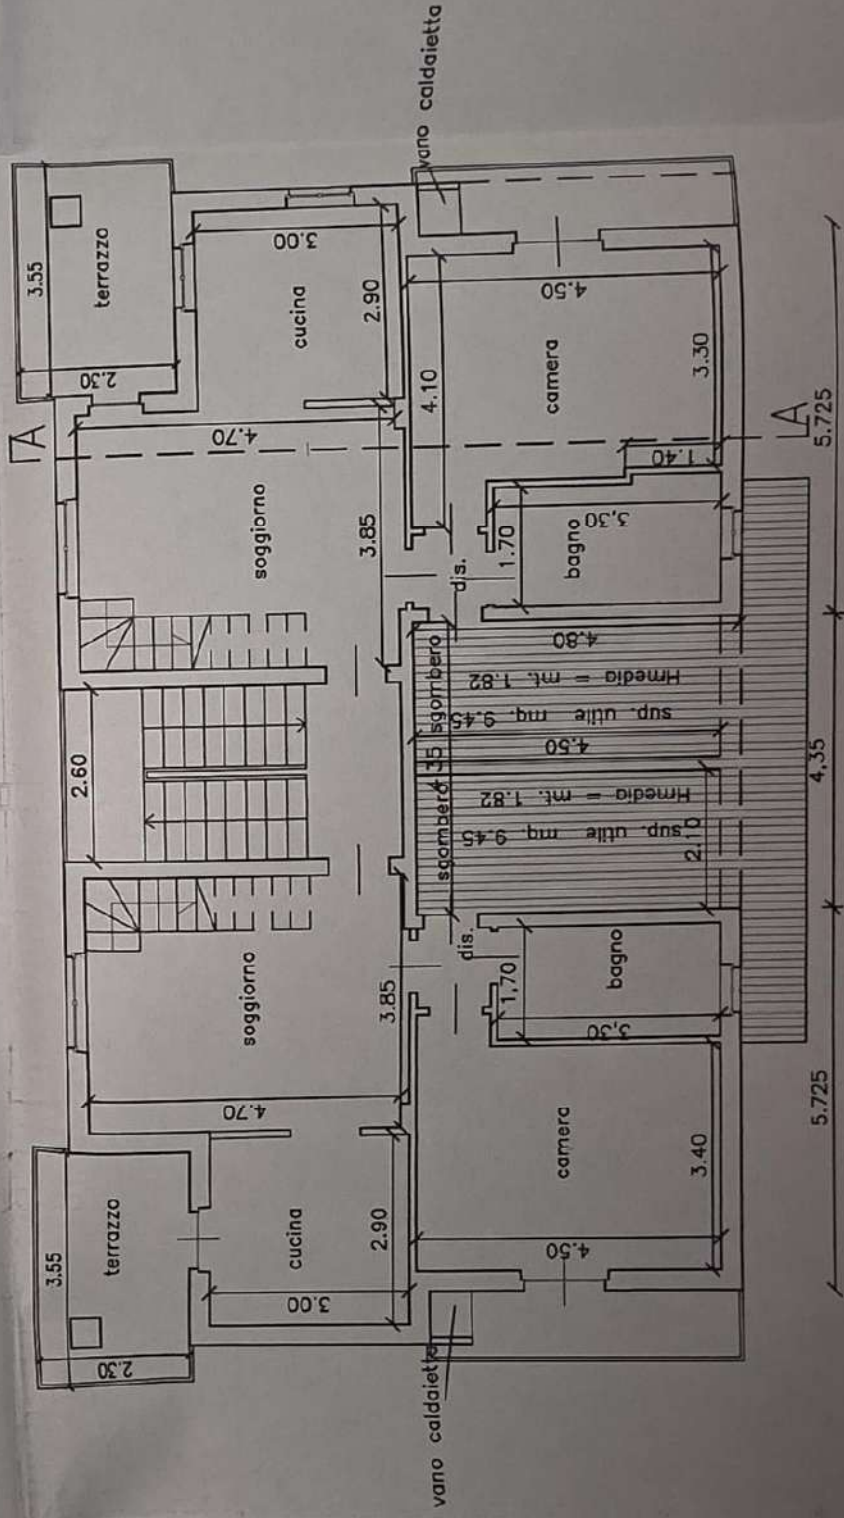 vano caldaietta
3.55
terrazzo
2.30
3.00
cucina
2.90
A
4.70
soggiorno
3.85
4.10
4.50
camera
3.30
1.40
A
5.725
dis.
1.70
bagno
3,30
2.60
sgombero
4.80
Hmedia = mt. 1.82
sup. utile mq. 9.45
4.50
sgombero
Hmedia = mt. 1.82
sup. utile mq. 9.45
2.10
4,35
soggiorno
3.85
4.70
dis.
1,70
bagno
3,30
5.725
3.55
terrazzo
2.30
cucina
2.90
3.00
camera
3.40
4.50
vano caldaietta